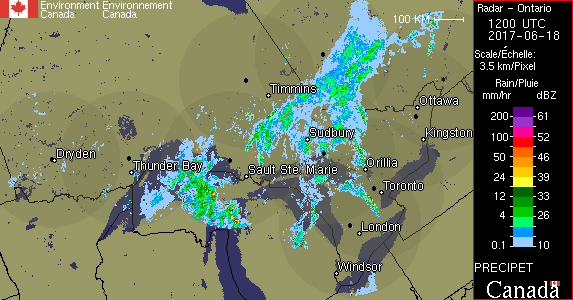 Environment Environnement
Canada Canada
100 KM
Timmins
Ottawa
Sudbury
Kingston
Dryden
Thunder Bay
Sault Ste. Marie
Orillia
Toronto
London
Windsor
Radar - Ontario
1200 UTC
2017-06-18
Scale/Échelle:
3.5 km/Pixel
Rain/Pluie
mm/hr dBZ
200 61
100 52
50 46
24 39
12 33
4 26
0.1 10
PRECIPET
Canada